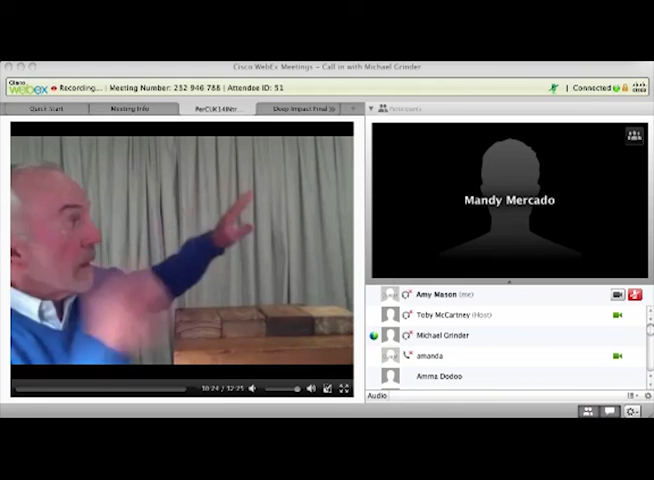 Cisco WebEx Meetings - Call in with Michael Grinder
Cisco
webex Recording... | Meeting Number: 232 946 788 | Attendee ID: 51 | Connected
Quick Start Meeting Info PerCUK14INtr... Deep Impact Final
Participants
Mandy Mercado
Amy Mason (me)
Toby McCartney (Host)
Michael Grinder
amanda
Amma Dodoo
Audio
10:24 / 32:25